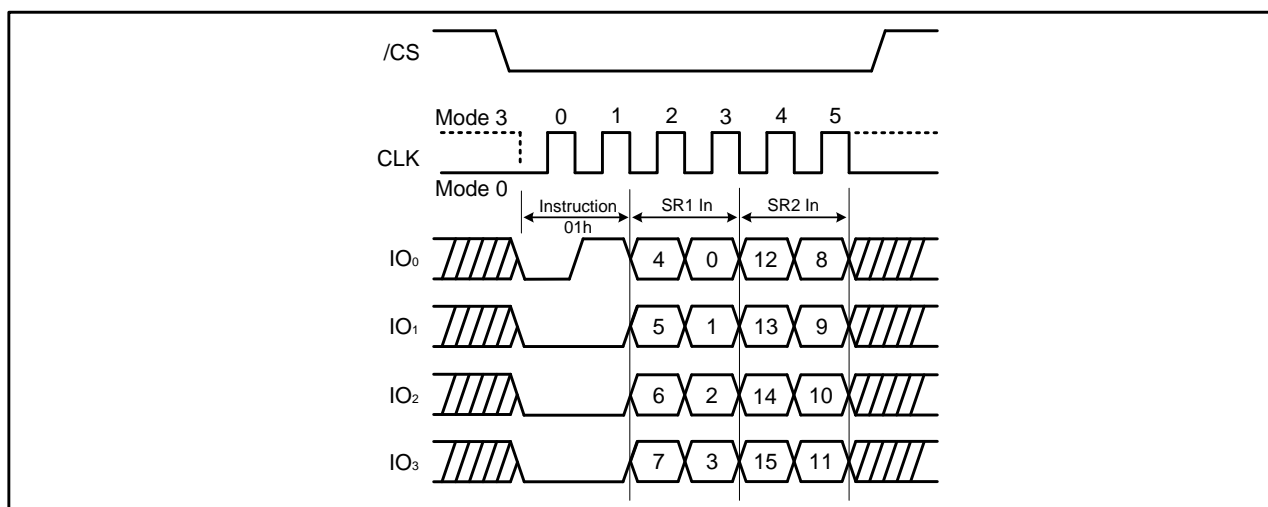 /CS
Mode 3 0 1 2 3 4 5
CLK
Mode 0
Instruction SR1 In SR2 In
01h
IO₀ 4 0 12 8
IO₁ 5 1 13 9
IO₂ 6 2 14 10
IO₃ 7 3 15 11